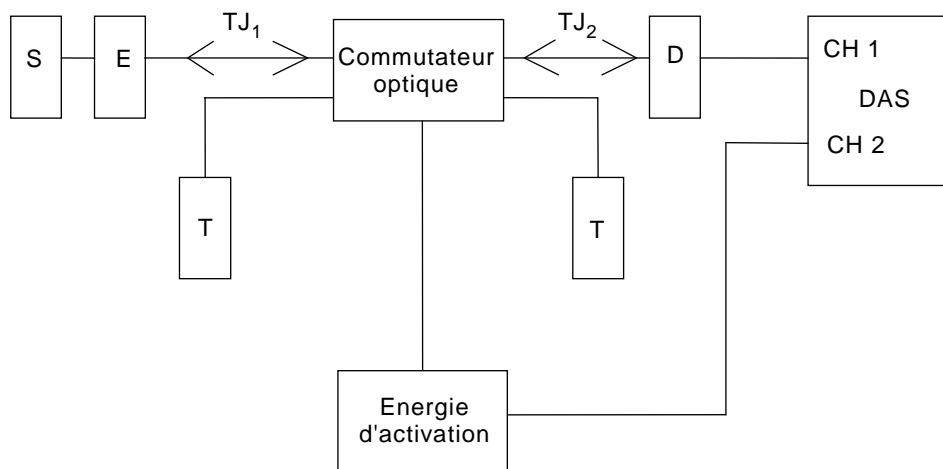 TJ1
TJ2
S
E
Commutateur
optique
D
CH 1
DAS
CH 2
T
T
Energie
d'activation